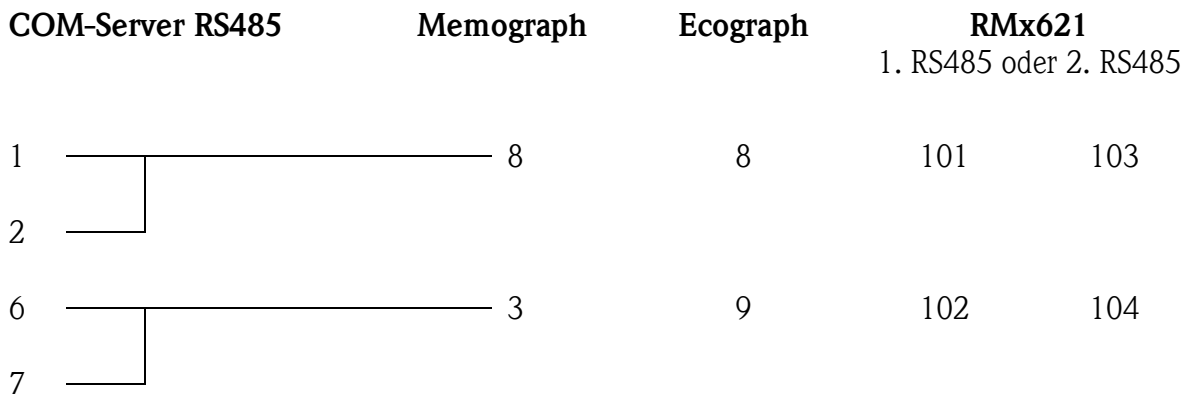 COM-Server RS485 Memograph Ecograph RMx621
1. RS485 oder 2. RS485
1 8 8 101 103
2
6 3 9 102 104
7